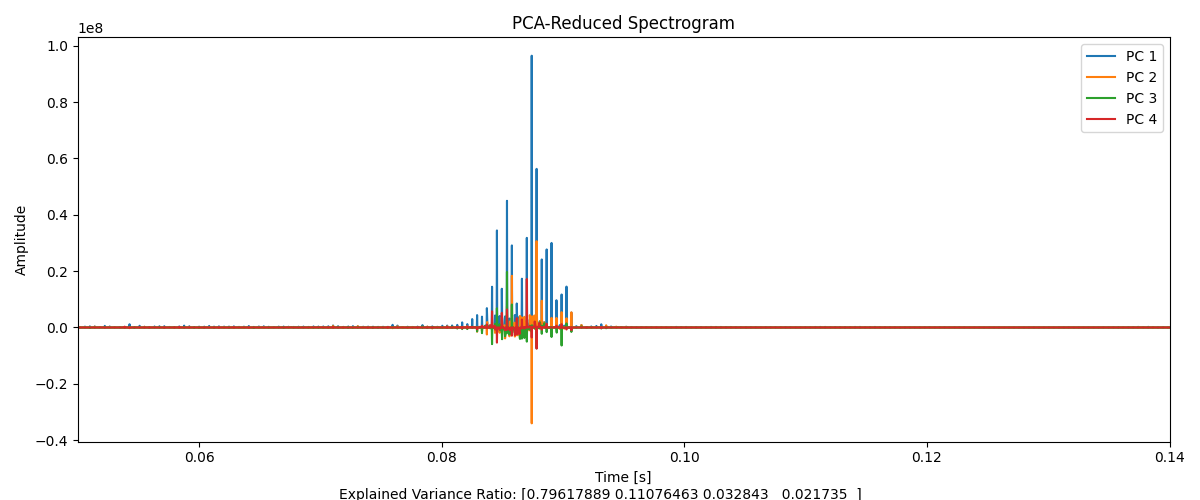 PCA-Reduced Spectrogram
1e8
1.0
0.8
0.6
0.4
0.2
0.0
−0.2
−0.4
Amplitude
PC 1
PC 2
PC 3
PC 4
0.06 0.08 0.10 0.12 0.14
Time [s]
Explained Variance Ratio: [0.79617889 0.11076463 0.032843   0.021735  ]